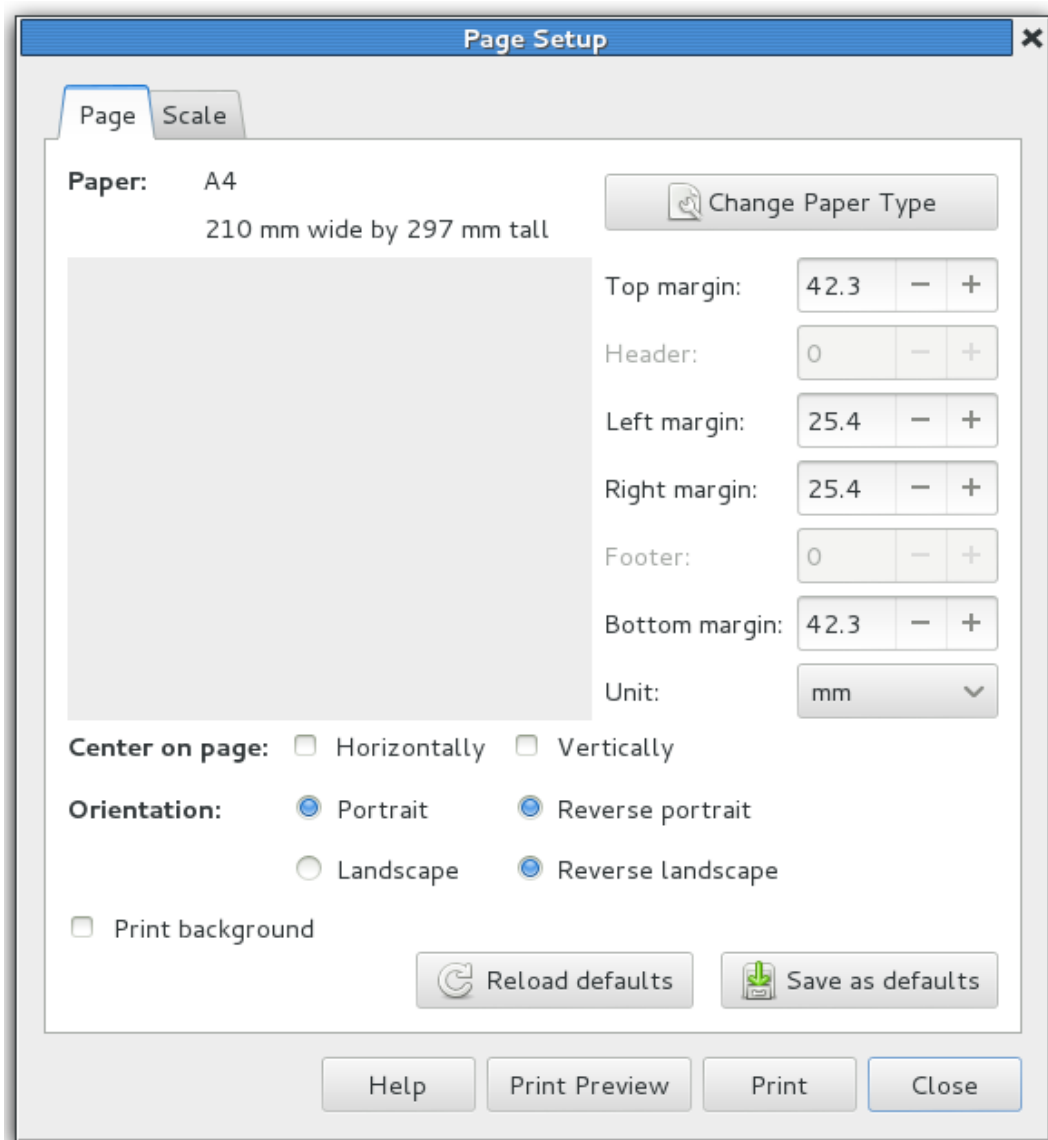 Page Setup
Page Scale
Paper: A4
210 mm wide by 297 mm tall
Change Paper Type
Top margin: 42.3
Header: 0
Left margin: 25.4
Right margin: 25.4
Footer: 0
Bottom margin: 42.3
Unit: mm
Center on page: Horizontally Vertically
Orientation: Portrait Reverse portrait
Landscape Reverse landscape
Print background
Reload defaults Save as defaults
Help Print Preview Print Close